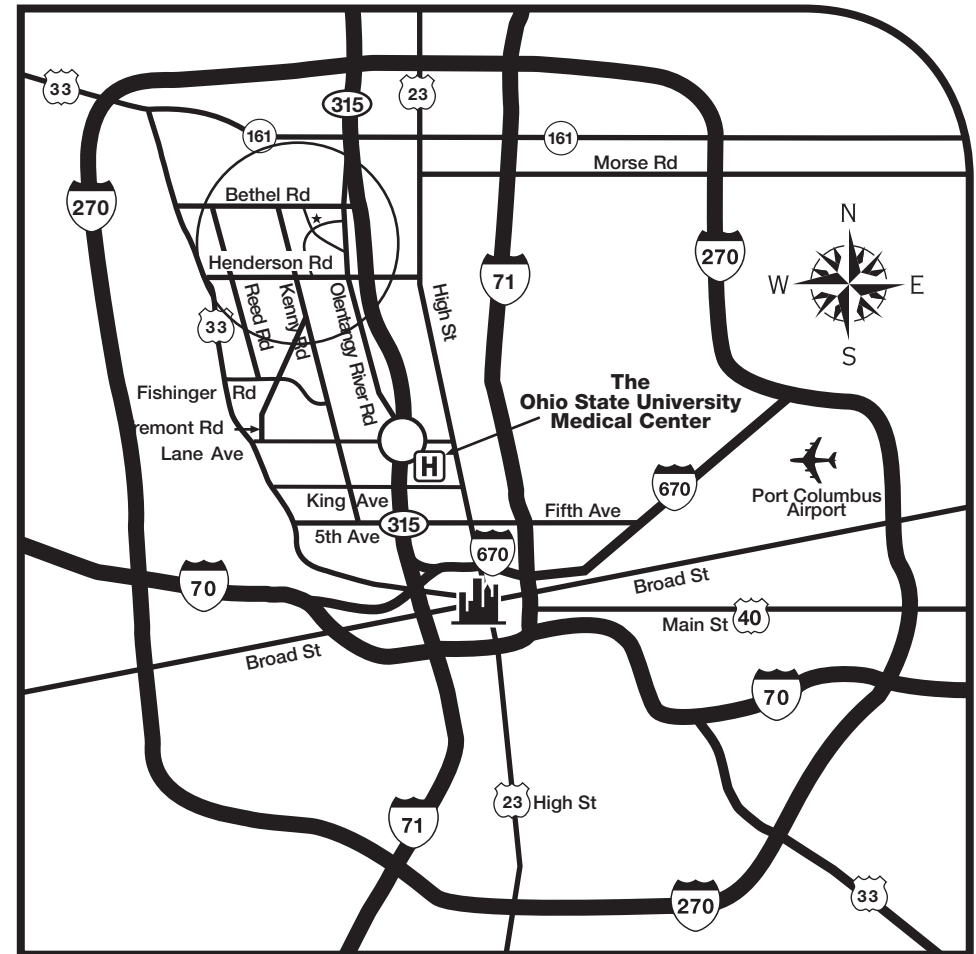 33
315
23
161
161
Morse Rd
270
Bethel Rd
N
270
W
E
Henderson Rd
71
Reed Rd
Kenny Rd
Olentangy River Rd
High St
33
S
Fishinger Rd
The
Ohio State University
Medical Center
remont Rd
Lane Ave
H
670
Port Columbus
Airport
King Ave
Fifth Ave
315
5th Ave
670
70
Broad St
Main St
40
Broad St
70
23
High St
71
33
270